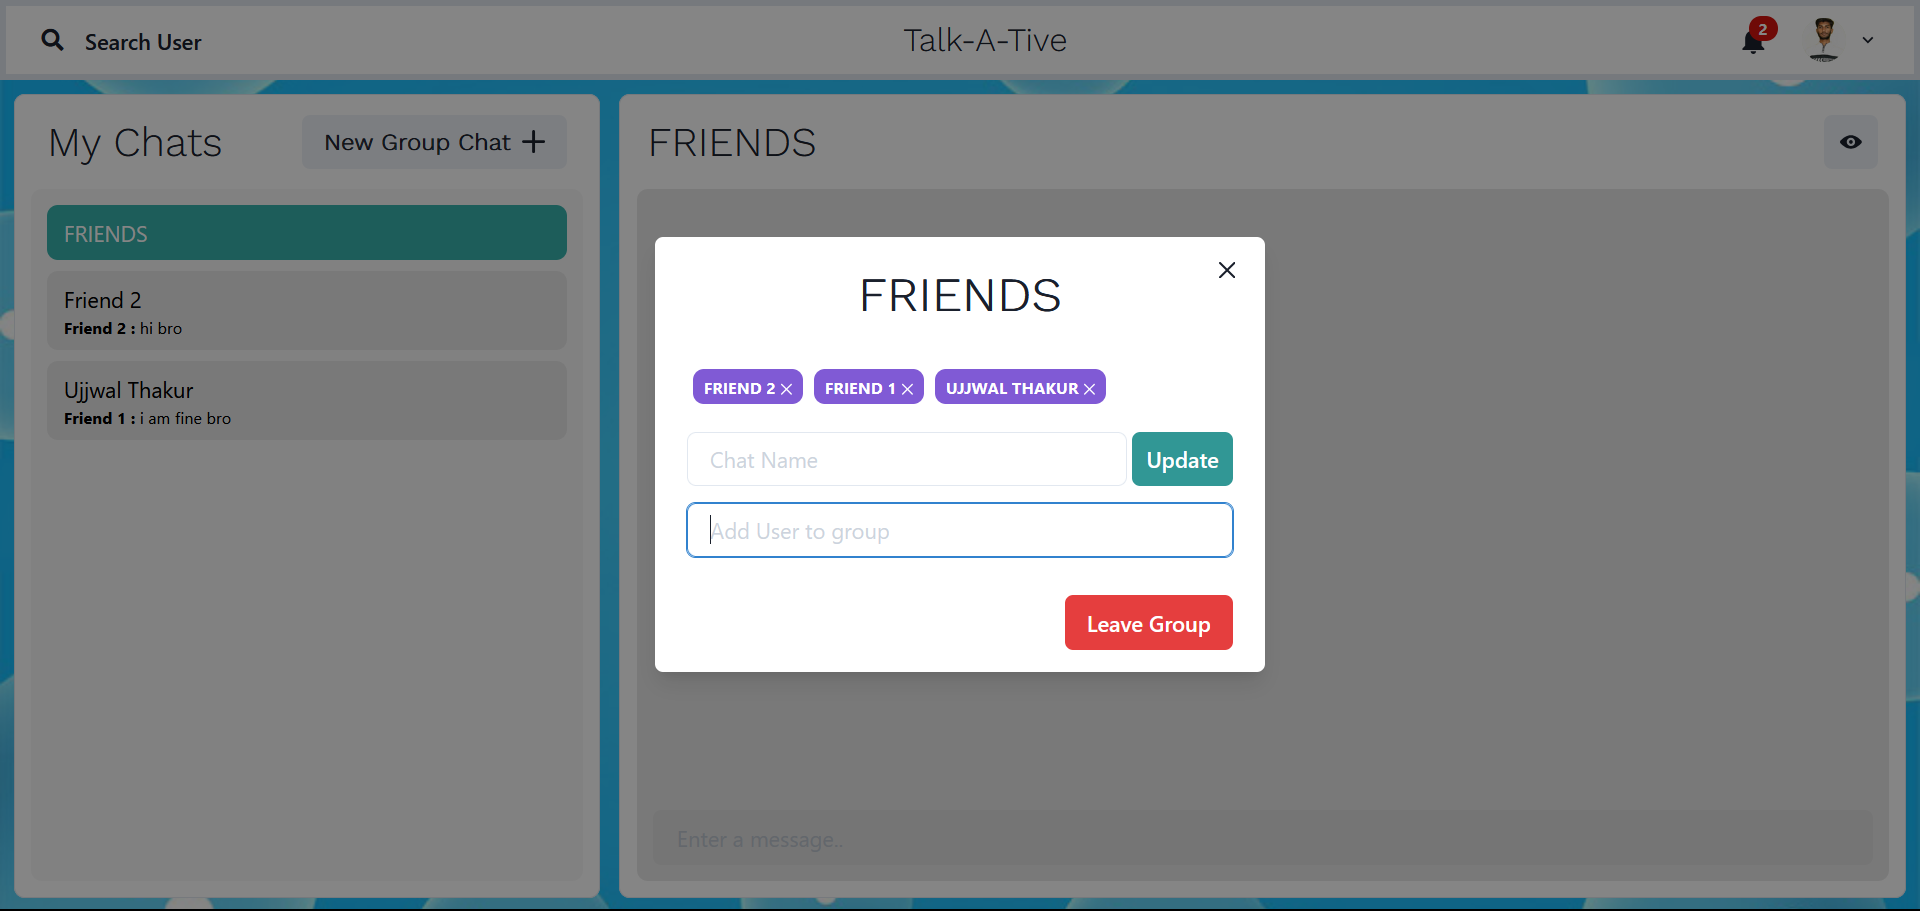 Search User
Talk-A-Tive
2
My Chats
New Group Chat
FRIENDS
Friend 2
Friend 2 : hi bro
Ujjwal Thakur
Friend 1 : i am fine bro
FRIENDS
FRIENDS
FRIEND 2
FRIEND 1
UJJWAL THAKUR
Chat Name
Update
Add User to group
Leave Group
Enter a message..